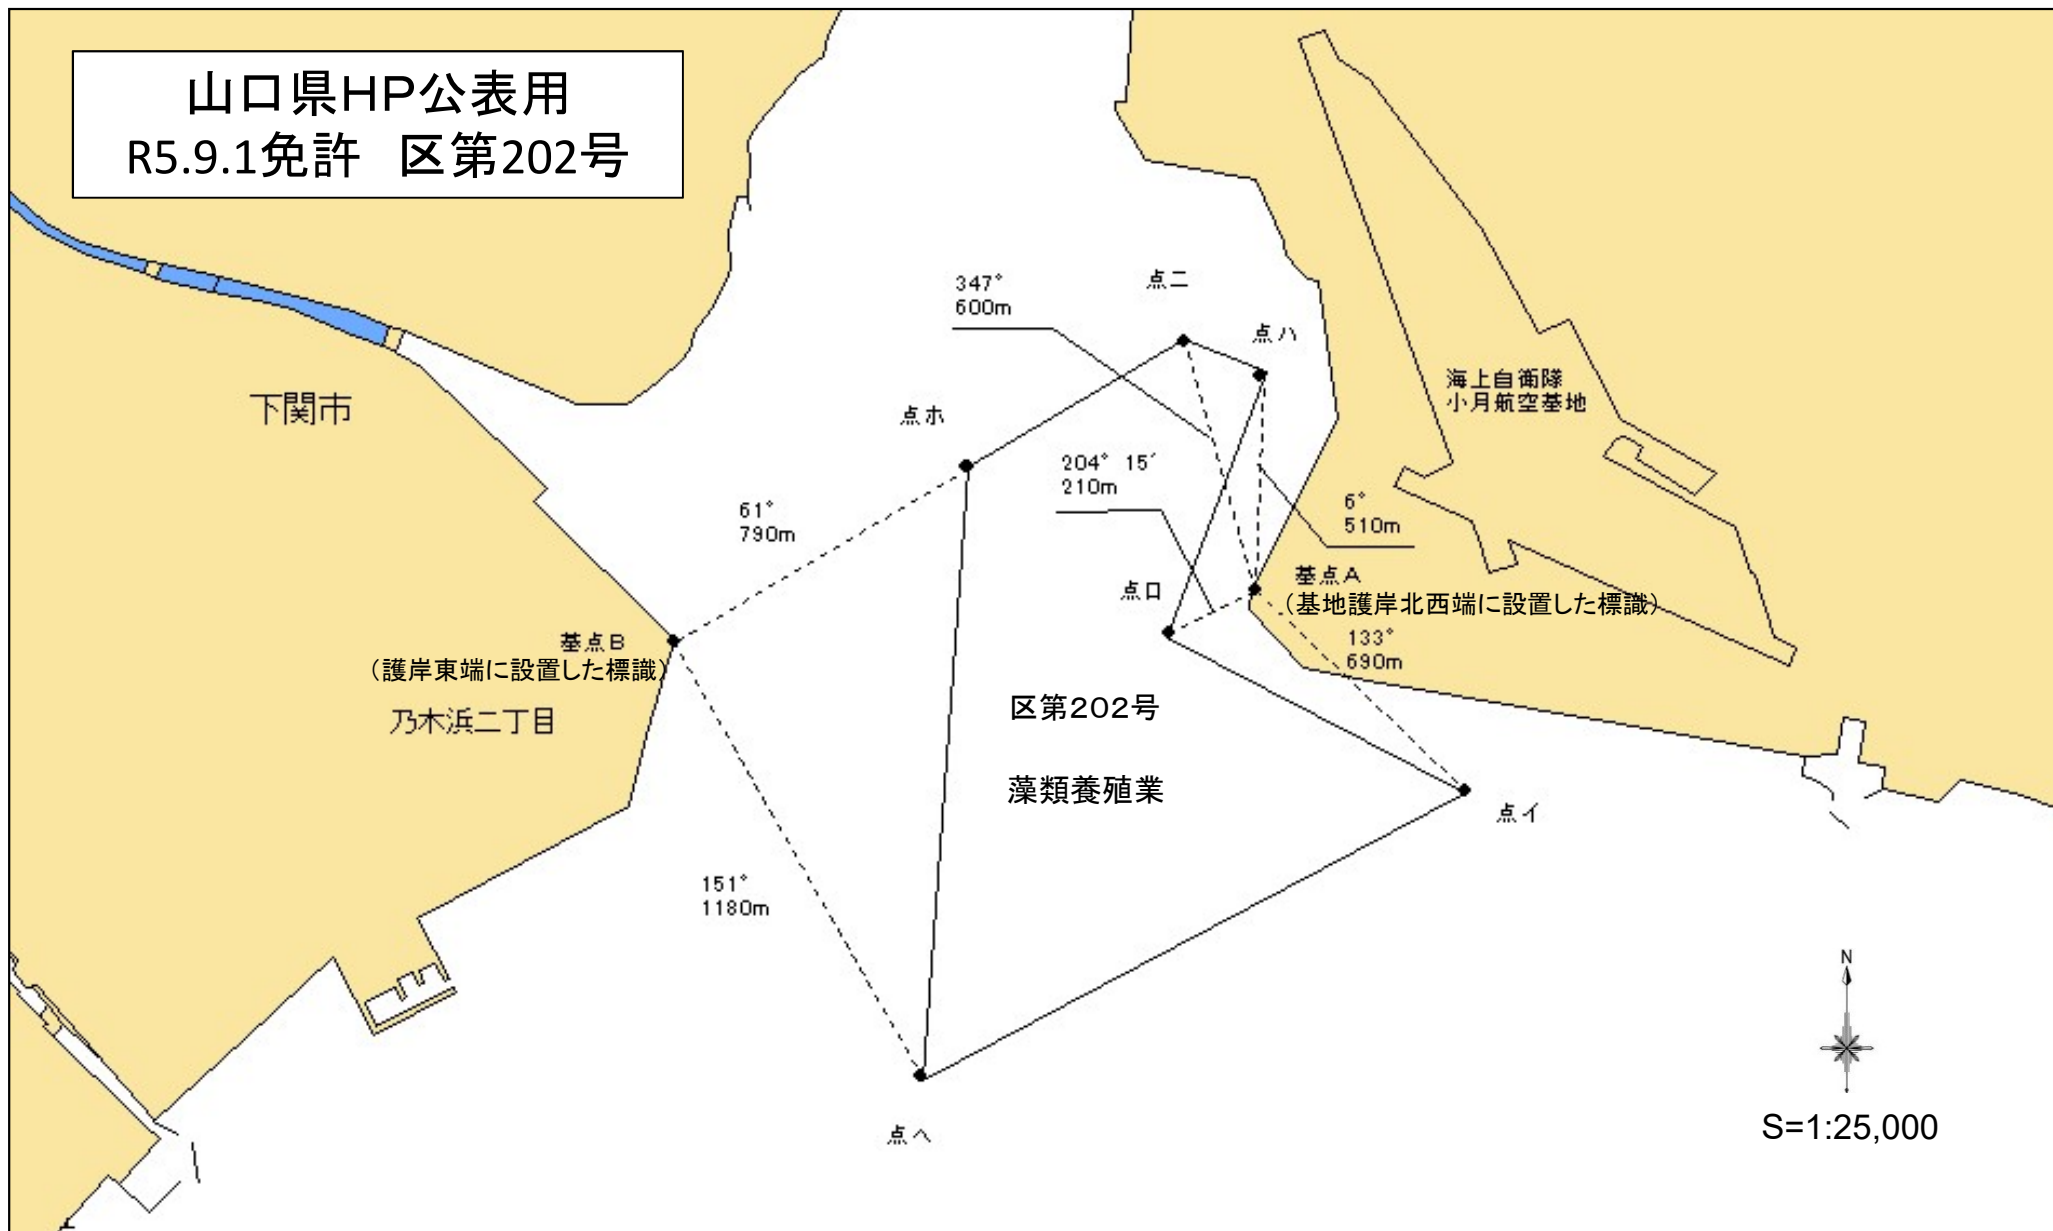 山口県HP公表用
R5.9.1免許　区第202号
点ニ
347°
600m
点ハ
海上自衛隊
小月航空基地
下関市
点ホ
204° 15′
210m
6°
510m
61°
790m
点ロ
基点A
（基地護岸北西端に設置した標識）
133°
690m
基点B
（護岸東端に設置した標識）
区第202号
乃木浜二丁目
藻類養殖業
点イ
151°
1180m
N
S=1:25,000
点ヘ